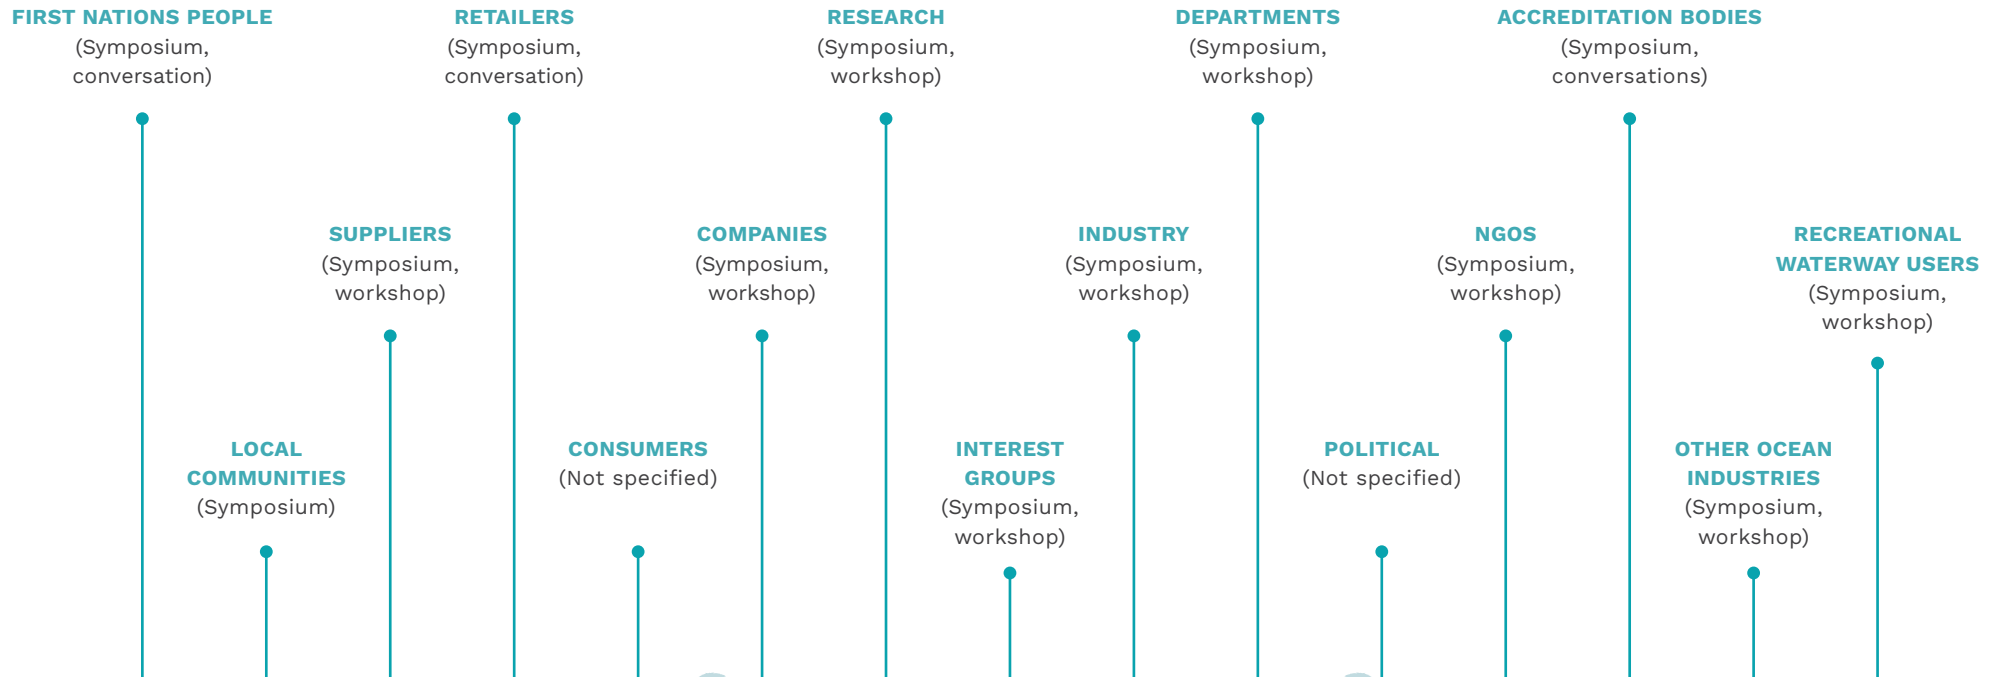 FIRST NATIONS PEOPLE
(Symposium,
conversation)
RETAILERS
(Symposium,
conversation)
RESEARCH
(Symposium,
workshop)
DEPARTMENTS
(Symposium,
workshop)
ACCREDITATION BODIES
(Symposium,
conversations)
SUPPLIERS
(Symposium,
workshop)
COMPANIES
(Symposium,
workshop)
INDUSTRY
(Symposium,
workshop)
NGOS
(Symposium,
workshop)
RECREATIONAL
WATERWAY USERS
(Symposium,
workshop)
LOCAL
COMMUNITIES
(Symposium)
CONSUMERS
(Not specified)
INTEREST
GROUPS
(Symposium,
workshop)
POLITICAL
(Not specified)
OTHER OCEAN
INDUSTRIES
(Symposium,
workshop)